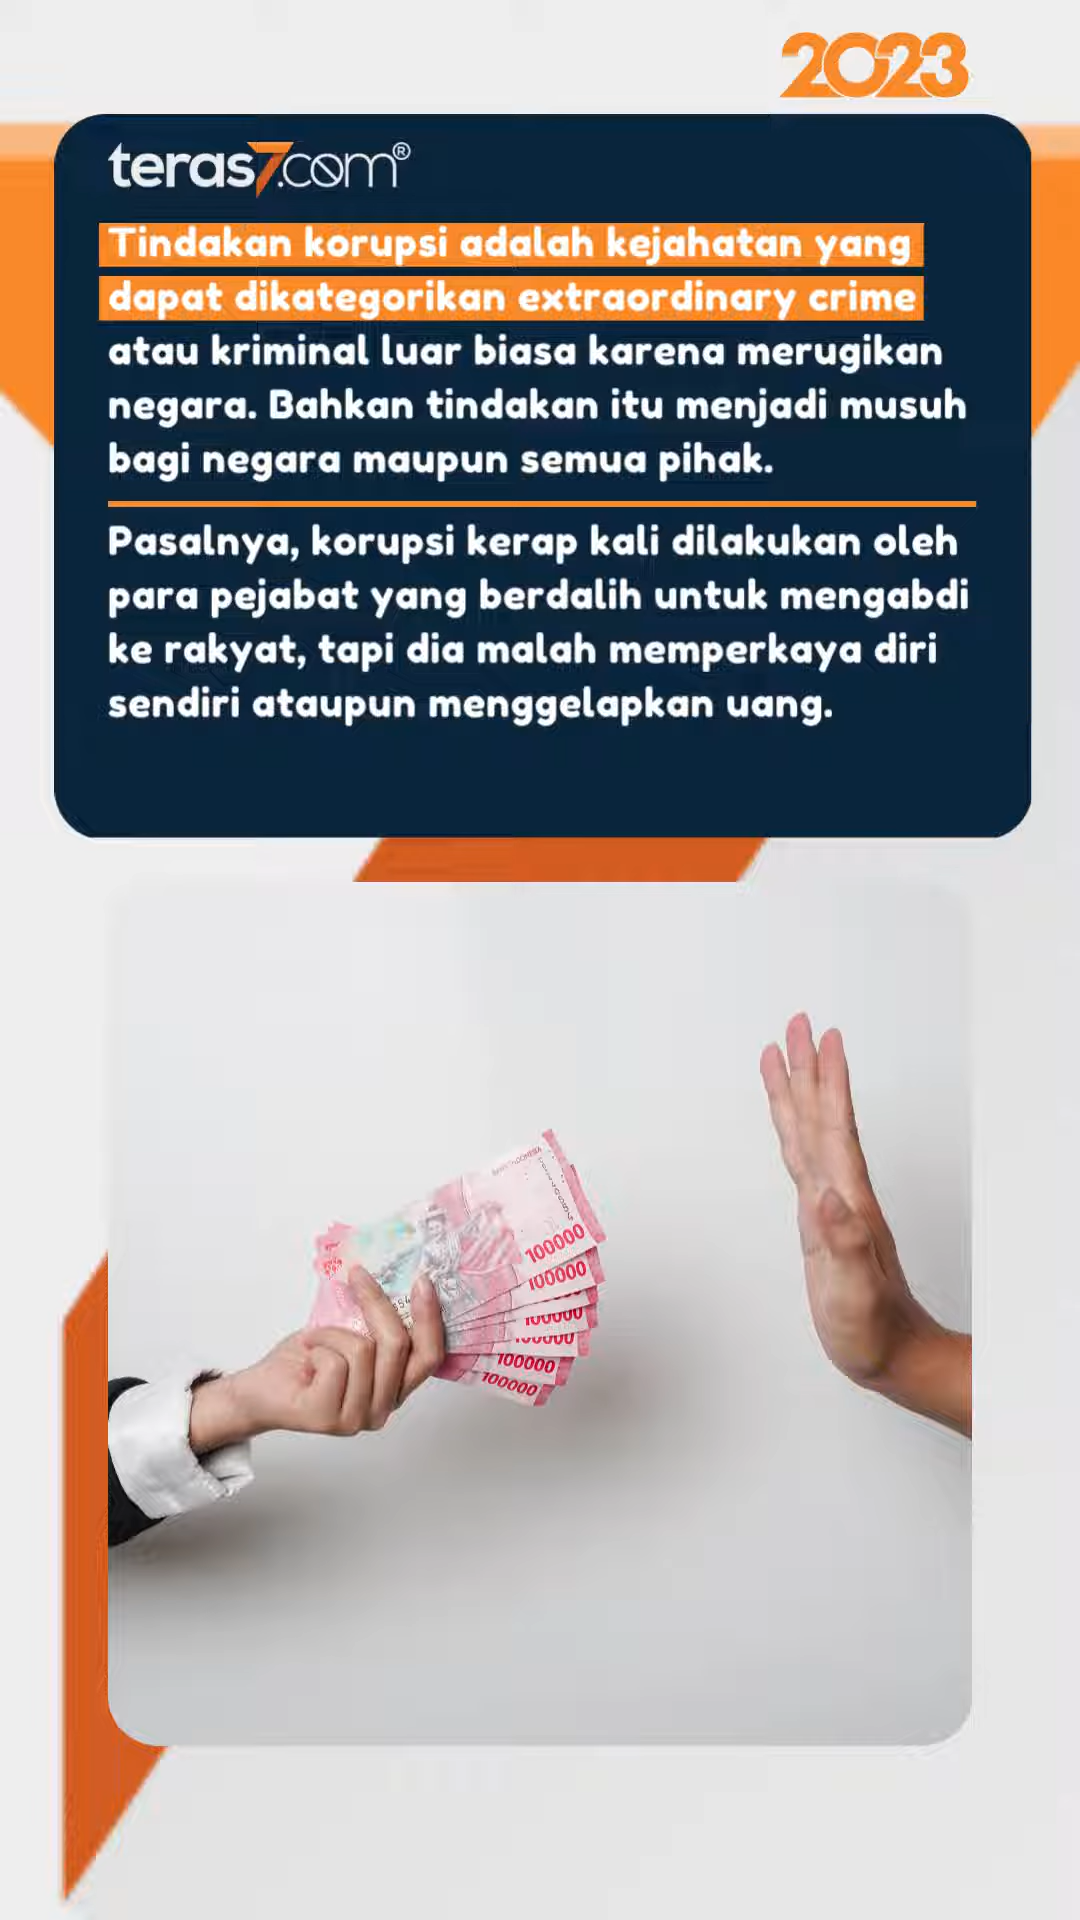 2023
teras7.com®
Tindakan korupsi adalah kejahatan yang
dapat dikategorikan extraordinary crime
atau kriminal luar biasa karena merugikan
negara. Bahkan tindakan itu menjadi musuh
bagi negara maupun semua pihak.
Pasalnya, korupsi kerap kali dilakukan oleh
para pejabat yang berdalih untuk mengabdi
ke rakyat, tapi dia malah memperkaya diri
sendiri ataupun menggelapkan uang.
100000
100000
100000
100000
100000
100000